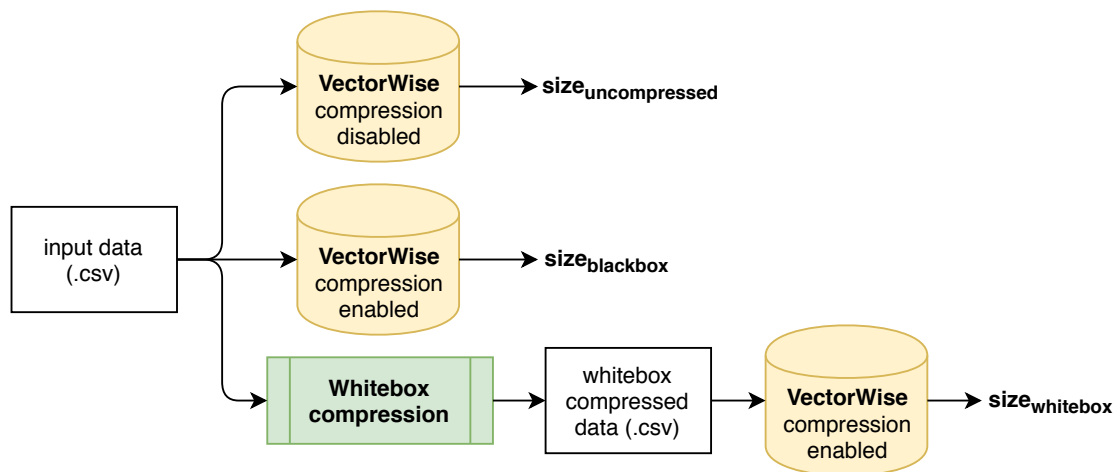 VectorWise
compression
disabled
size_uncompressed
input data
(.csv)
VectorWise
compression
enabled
size_blackbox
Whitebox
compression
whitebox
compressed
data (.csv)
VectorWise
compression
enabled
size_whitebox